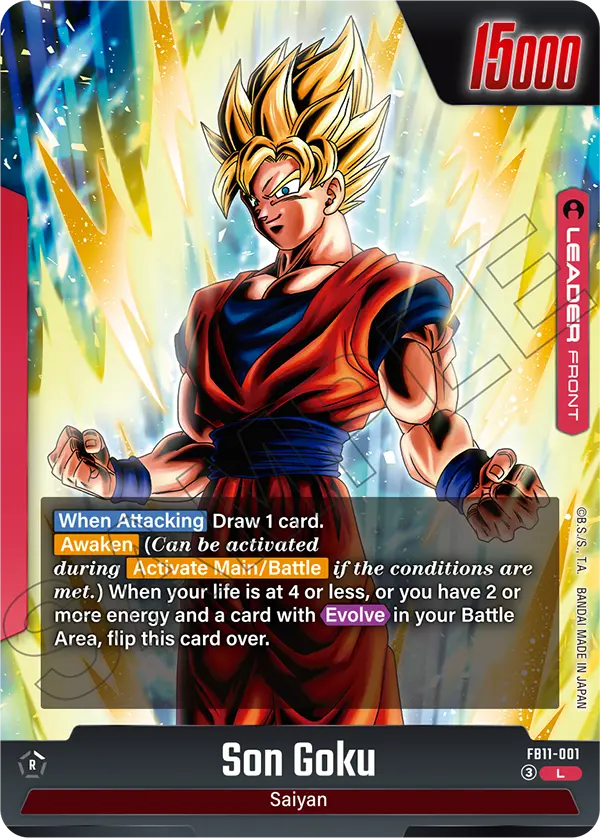 15000
LEADER FRONT
When Attacking Draw 1 card.
Awaken (Can be activated
during Activate Main/Battle if the conditions are
met.) When your life is at 4 or less, or you have 2 or
more energy and a card with Evolve in your Battle
Area, flip this card over.
©B.S./S., T.A. BANDAI MADE IN JAPAN
SAMPLE
R
Son Goku
FB11-001
3 L
Saiyan